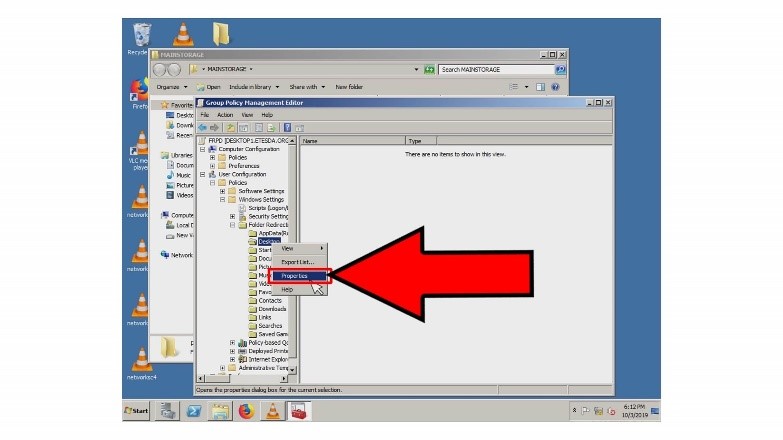 Recycle
MAINSTORAGE
MAINSTORAGE
Search MAINSTORAGE
Organize
Open
Include in library
Share with
New folder
Favorite
Deskto
Downl
Recen
Libraries
Docum
Music
Picture
Videos
Compute
Local D
New V
Network
Firefo
VLC me
player
network
network
network
network
networksc4
Group Policy Management Editor
File Action View Help
FRPD [DESKTOP1.ETESDA.ORG
Computer Configuration
Policies
Preferences
User Configuration
Policies
Software Settings
Windows Settings
Scripts (Logon/
Security Setting
Folder Redirect
AppData(Ro
Desktop
Start
Docu
Pictu
Mus
Vide
Favo
Contacts
Downloads
Links
Searches
Saved Gam
Policy-based Qo
Deployed Printe
Internet Explor
Administrative Temp
Name Type
There are no items to show in this view.
View
Export List...
Properties
Help
Opens the properties dialog box for the current selection.
Start
6:12 PM
10/3/2019